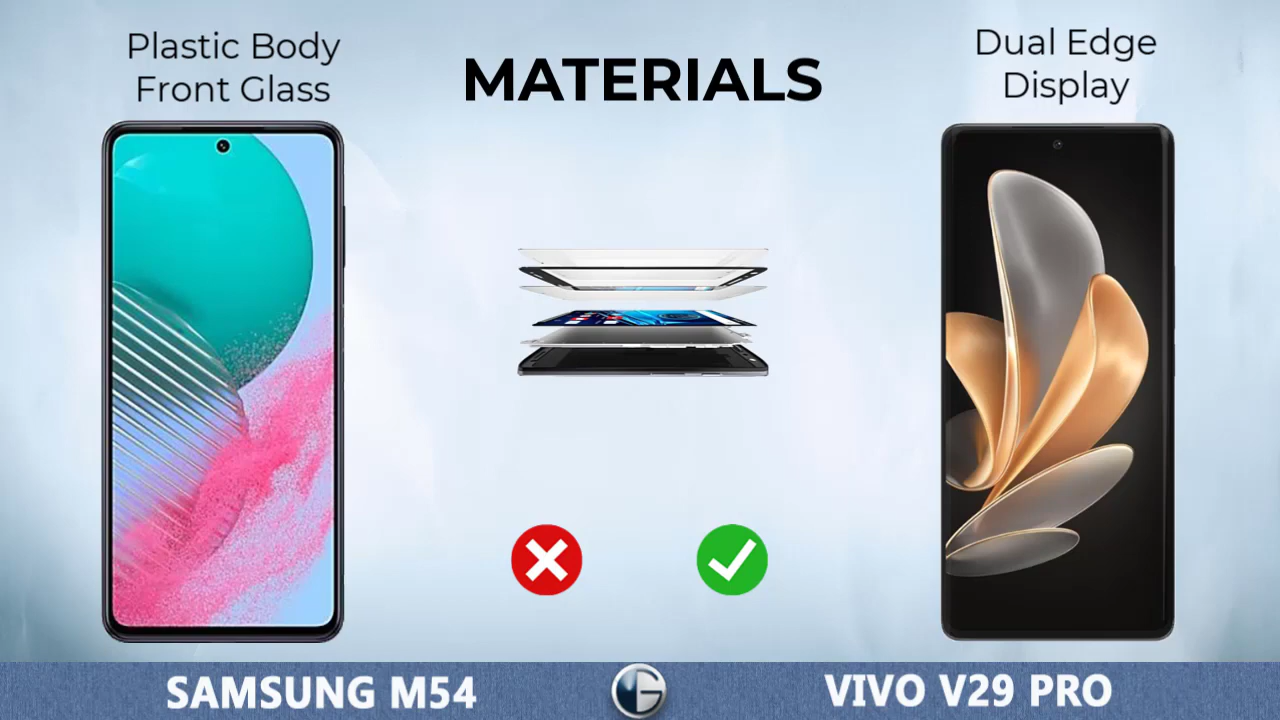 Plastic Body
Front Glass
MATERIALS
Dual Edge
Display
SAMSUNG M54
G
VIVO V29 PRO